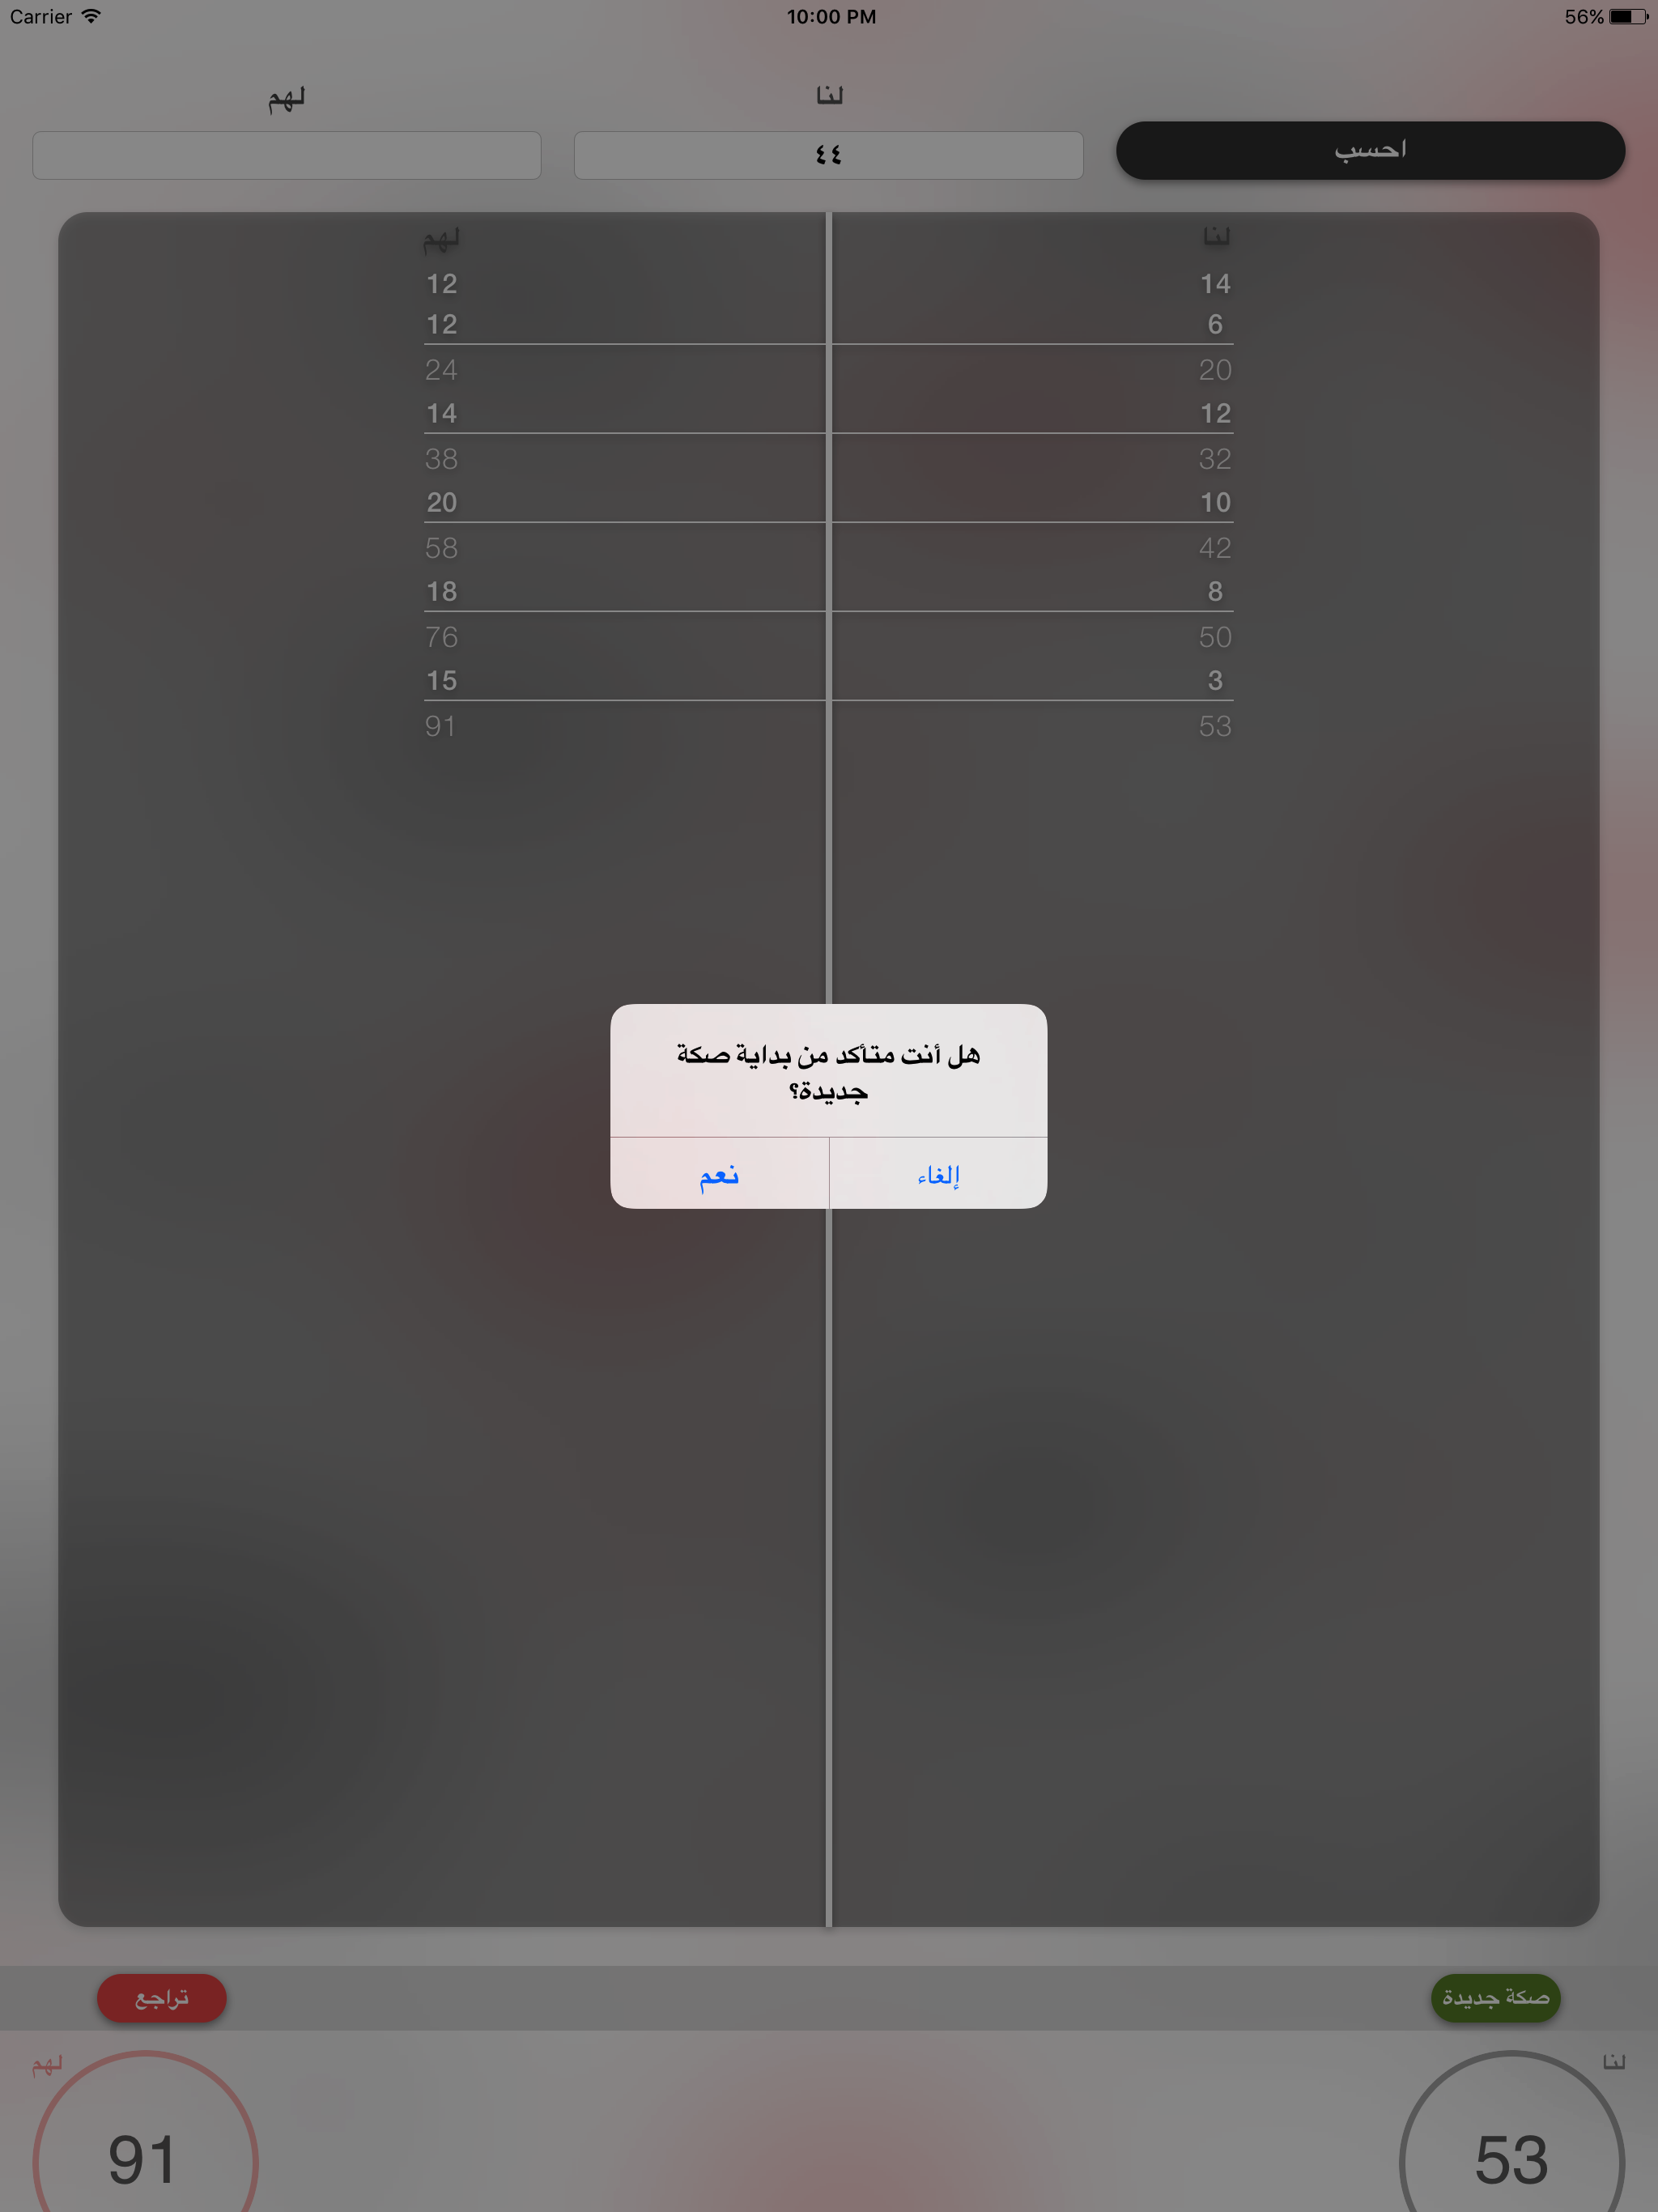 Carrier 10:00 PM 56%
لنا لهم
احسب ٤٤
لنا لهم
14 12
6 12
20 24
12 14
32 38
10 20
42 58
8 18
50 76
3 15
53 91
هل أنت متأكد من بداية صكة
جديدة؟
إلغاء نعم
صكة جديدة تراجع
لنا لهم
53 91